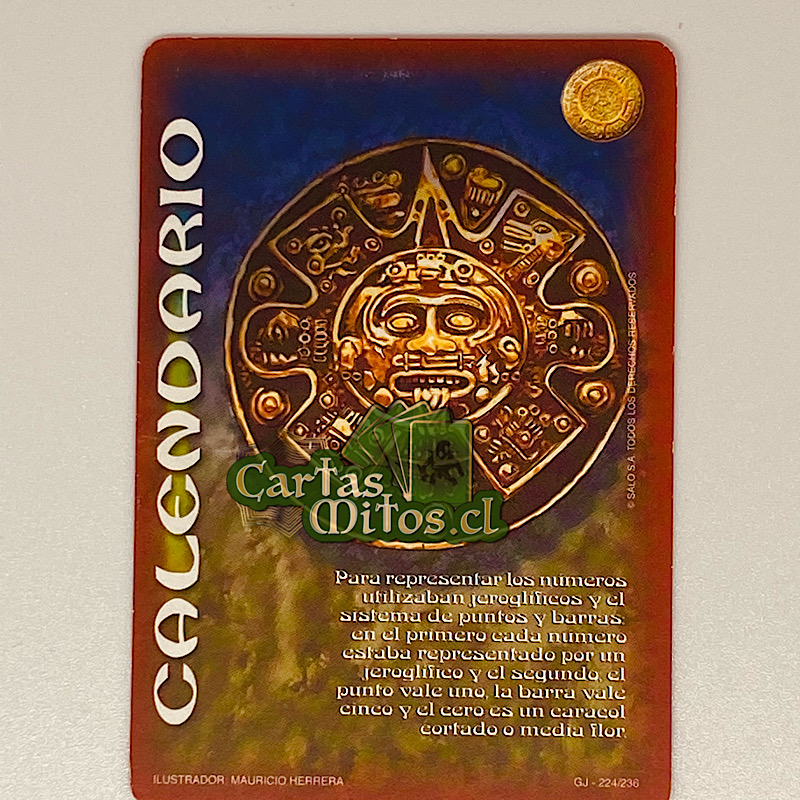 CALENDARIO
© SALO S.A. TODOS LOS DERECHOS RESERVADOS
Cartas
Mitos.cl
Para representar los números
utilizaban jeroglíficos y el
sistema de puntos y barras:
en el primero cada número
estaba representado por un
jeroglífico y el segundo, el
punto vale uno, la barra vale
cinco y el cero es un caracol
cortado o media flor.
ILUSTRADOR: MAURICIO HERRERA
GJ - 224/236